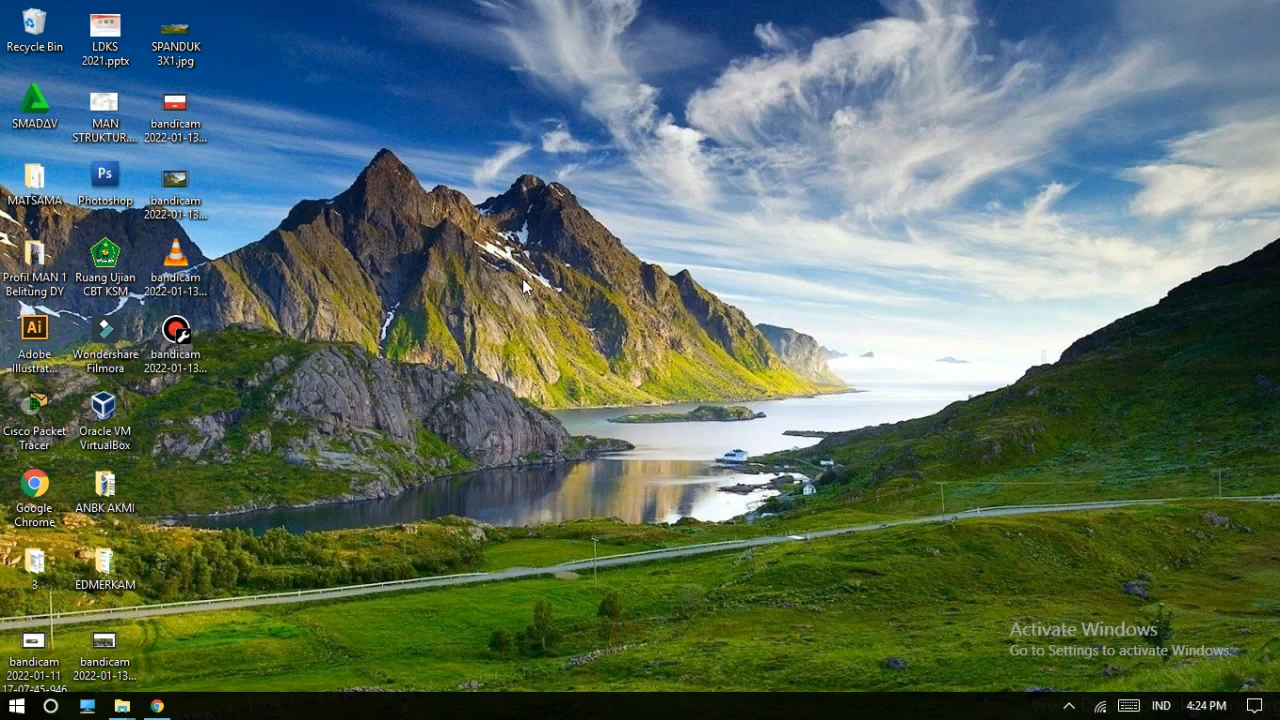 Recycle Bin
LDKS
2021.pptx
SPANDUK
3X1.jpg
SMADΔV
MAN
STRUKTUR....
bandicam
2022-01-13...
MATSAMA
Ps
Photoshop
bandicam
2022-01-13...
Profil MAN 1
Belitung DY
Ruang Ujian
CBT KSM
bandicam
2022-01-13...
Ai
Adobe
Illustrat...
Wondershare
Filmora
bandicam
2022-01-13...
Cisco Packet
Tracer
Oracle VM
VirtualBox
Google
Chrome
ANBK AKMI
3
EDMERKAM
bandicam
2022-01-11
17-07-45-946
bandicam
2022-01-13...
Activate Windows
Go to Settings to activate Windows.
IND
4:24 PM